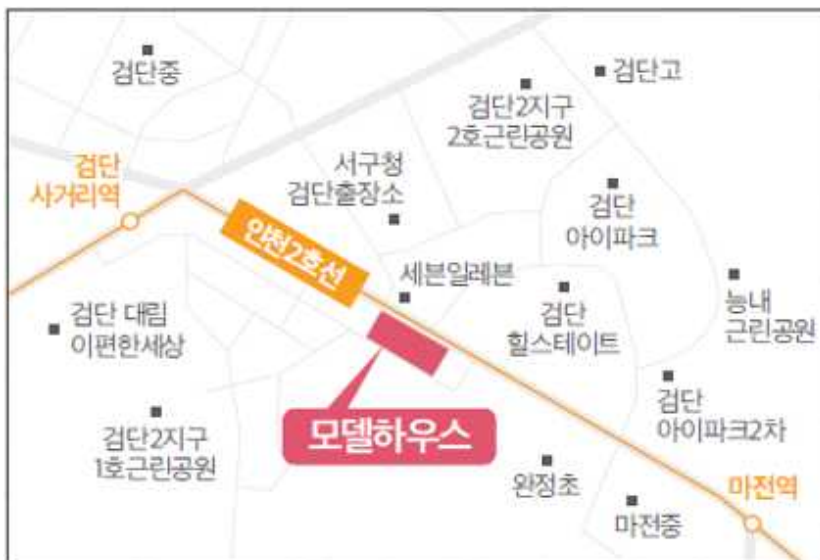 검단중
검단고
검단2지구
2호근린공원
검단
사거리역
서구청
검단출장소
검단
아이파크
인천2호선
세븐일레븐
능내
근린공원
검단 대림
이편한세상
검단
힐스테이트
검단
아이파크2차
모델하우스
검단2지구
1호근린공원
완정초
마전역
마전중